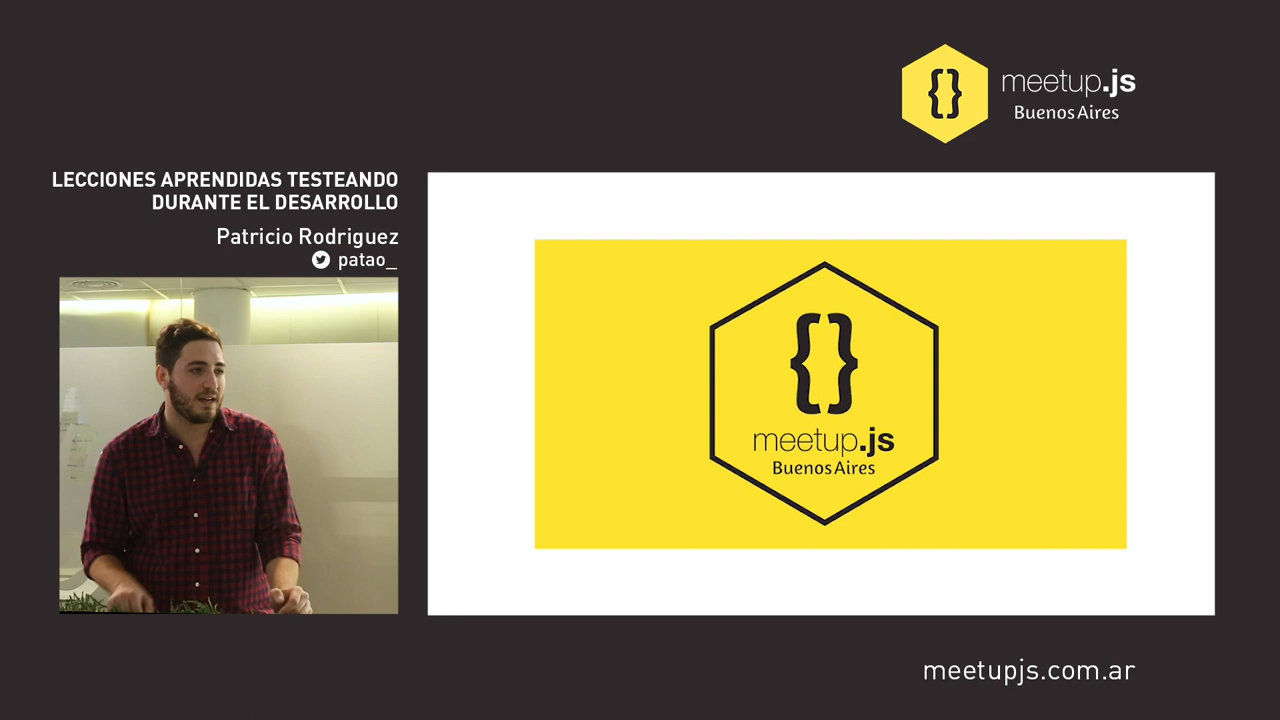 {} meetup.js
Buenos Aires
LECCIONES APRENDIDAS TESTEANDO
DURANTE EL DESARROLLO
Patricio Rodriguez
patao_
{}
meetup.js
Buenos Aires
meetupjs.com.ar